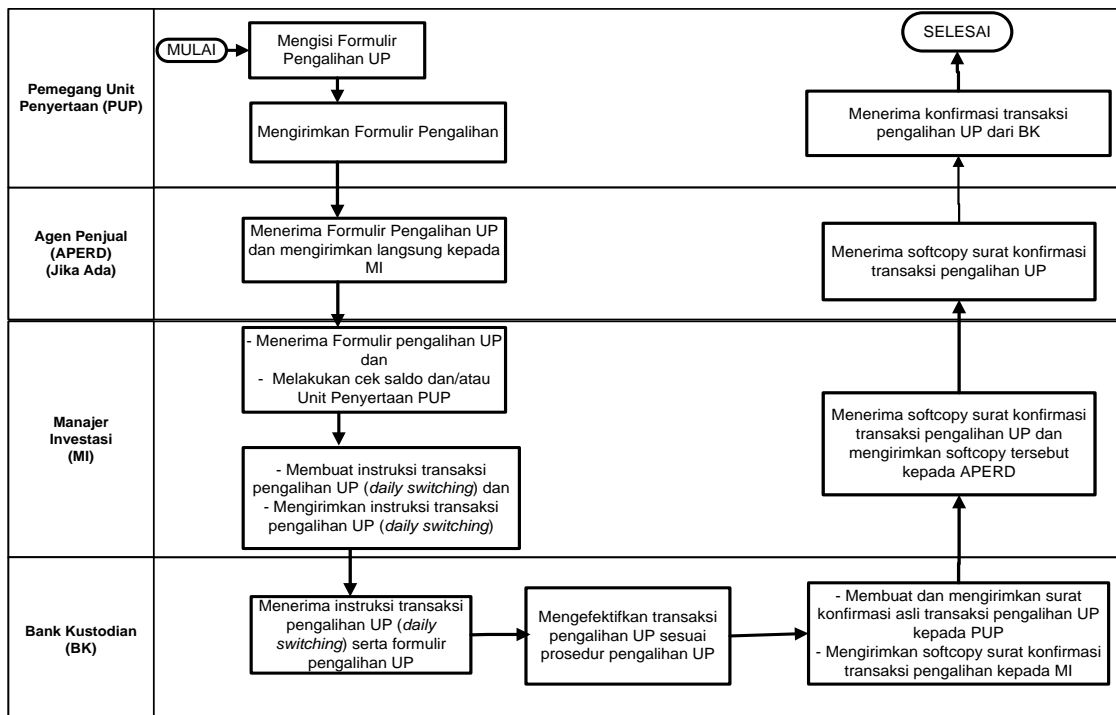 Pemegang Unit
Penyertaan (PUP)
MULAI
Mengisi Formulir
Pengalihan UP
Mengirimkan Formulir Pengalihan
SELESAI
Menerima konfirmasi transaksi
pengalihan UP dari BK
Agen Penjual
(APERD)
(Jika Ada)
Menerima Formulir Pengalihan UP
dan mengirimkan langsung kepada
MI
Menerima softcopy surat konfirmasi
transaksi pengalihan UP
Manajer
Investasi
(MI)
- Menerima Formulir pengalihan UP
dan
- Melakukan cek saldo dan/atau
Unit Penyertaan PUP
- Membuat instruksi transaksi
pengalihan UP (daily switching) dan
- Mengirimkan instruksi transaksi
pengalihan UP (daily switching)
Menerima softcopy surat konfirmasi
transaksi pengalihan UP dan
mengirimkan softcopy tersebut
kepada APERD
Bank Kustodian
(BK)
Menerima instruksi transaksi
pengalihan UP (daily
switching) serta formulir
pengalihan UP
Mengefektifkan transaksi
pengalihan UP sesuai
prosedur pengalihan UP
- Membuat dan mengirimkan surat
konfirmasi asli transaksi pengalihan UP
kepada PUP
- Mengirimkan softcopy surat konfirmasi
transaksi pengalihan kepada MI